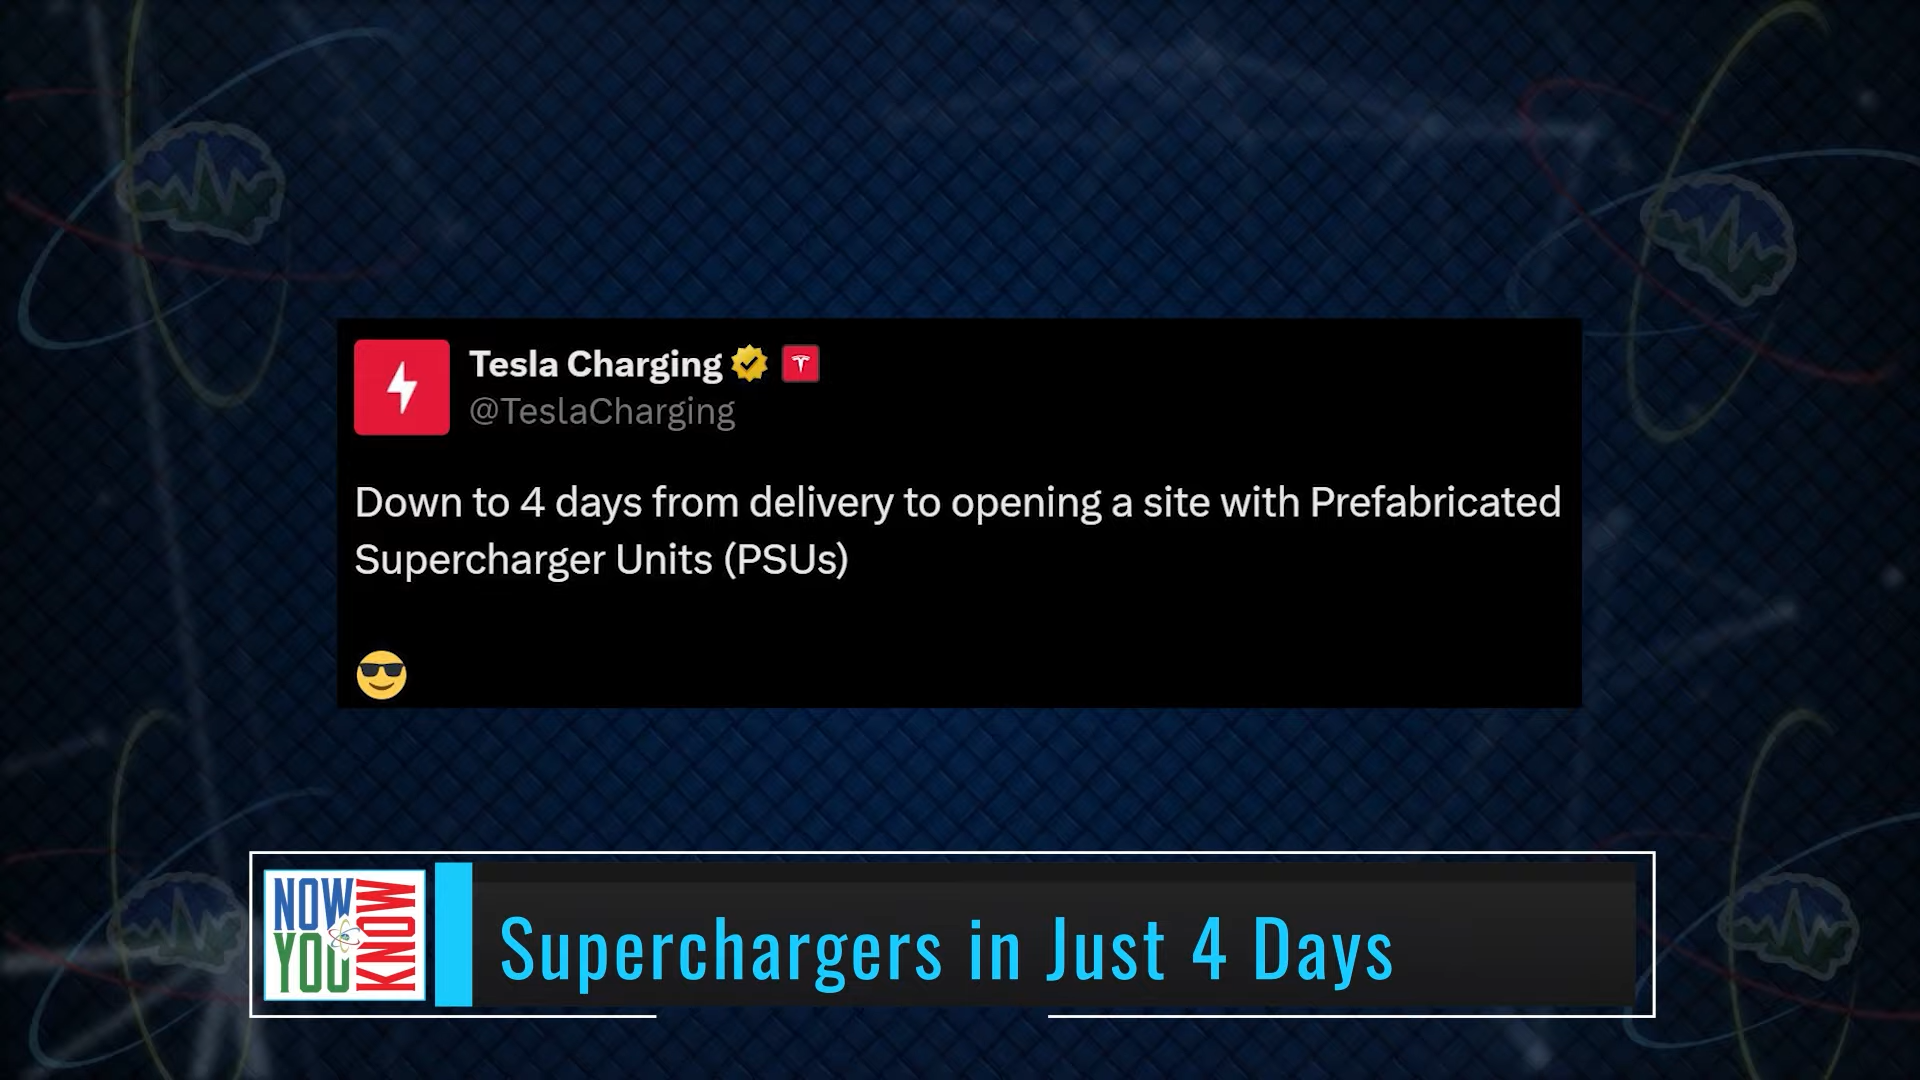 Tesla Charging
@TeslaCharging
Down to 4 days from delivery to opening a site with Prefabricated
Supercharger Units (PSUs)
😎
NOW
YOU
KNOW
Superchargers in Just 4 Days